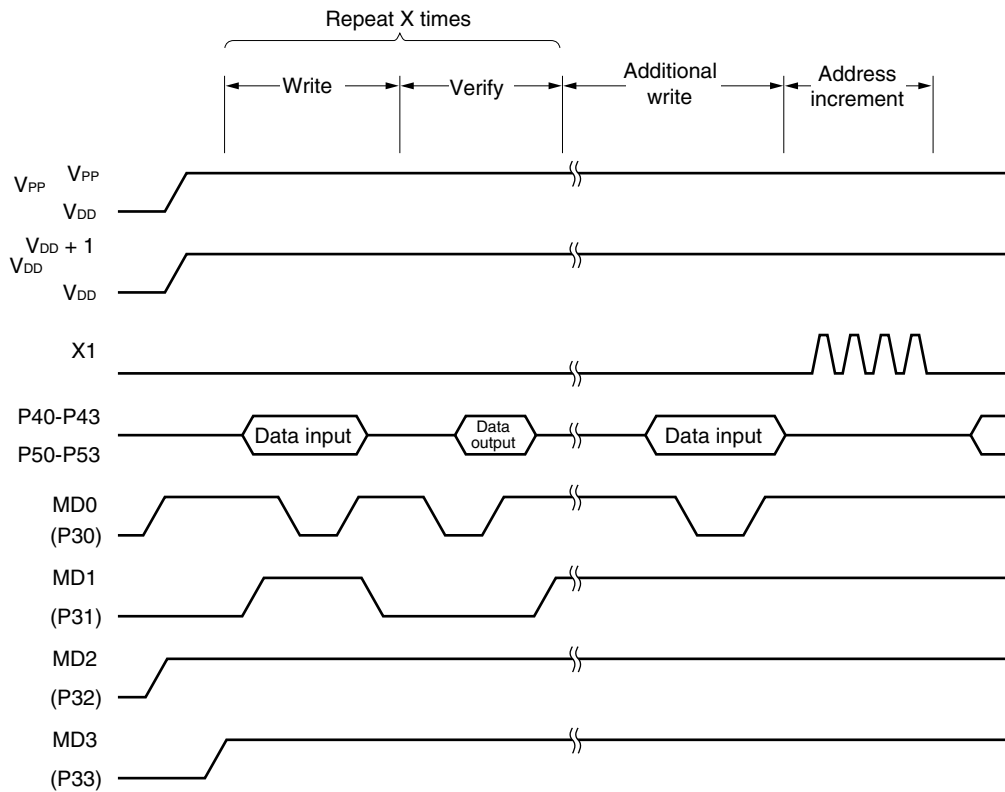 Repeat X times
Write
Verify
Additional
write
Address
increment
VPP
VPP
VDD
VDD + 1
VDD
VDD
X1
P40-P43
P50-P53
Data input
Data
output
Data input
MD0
(P30)
MD1
(P31)
MD2
(P32)
MD3
(P33)